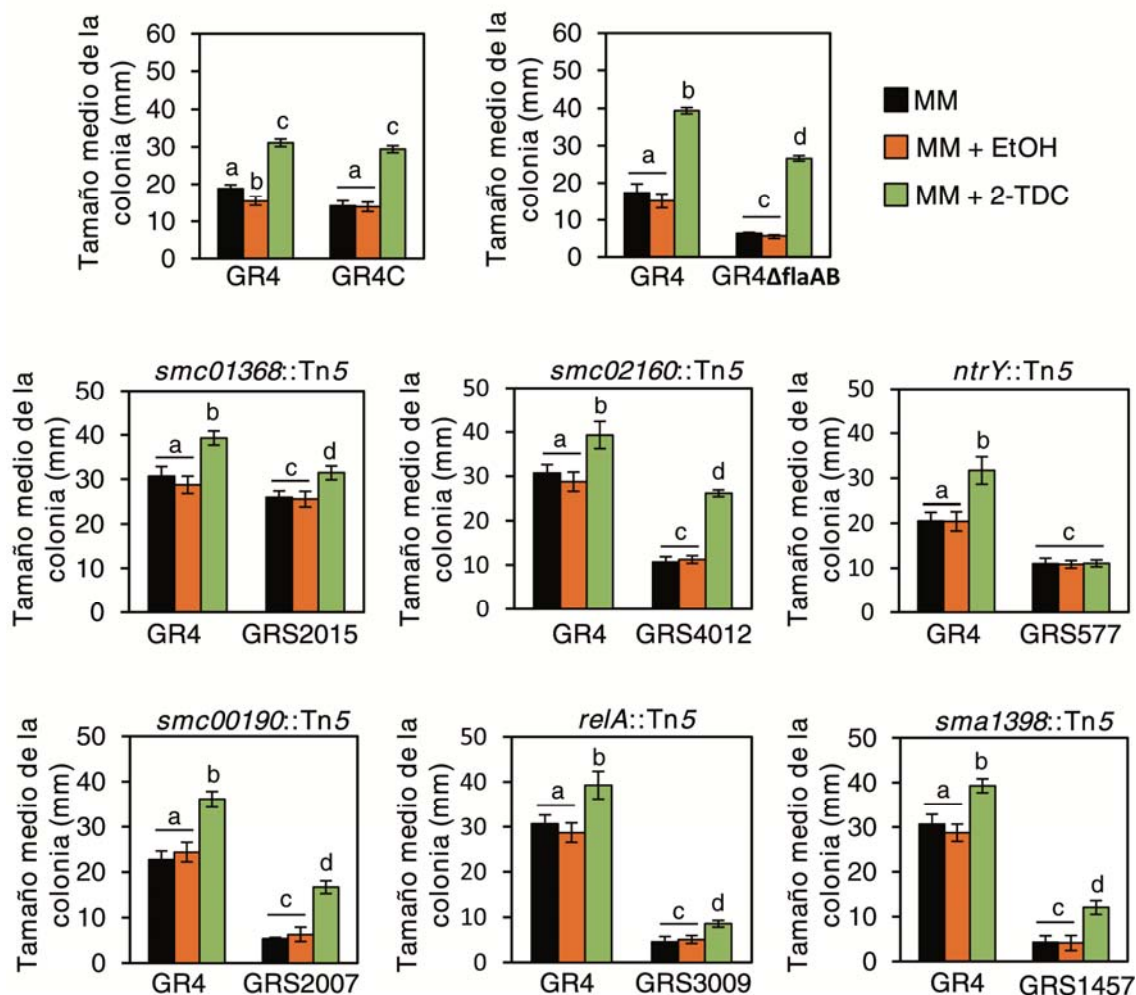 Tamaño medio de la
colonia (mm)
60
50
40
30
20
10
0
a
b
c
a
c
GR4
GR4C
Tamaño medio de la
colonia (mm)
60
50
40
30
20
10
0
a
b
c
d
GR4
GR4ΔflaAB
MM
MM + EtOH
MM + 2-TDC
smc01368::Tn5
Tamaño medio de la
colonia (mm)
50
40
30
20
10
0
a
b
c
d
GR4
GRS2015
smc02160::Tn5
Tamaño medio de la
colonia (mm)
50
40
30
20
10
0
a
b
c
d
GR4
GRS4012
ntrY::Tn5
Tamaño medio de la
colonia (mm)
50
40
30
20
10
0
a
b
c
GR4
GRS577
smc00190::Tn5
Tamaño medio de la
colonia (mm)
50
40
30
20
10
0
a
b
c
d
GR4
GRS2007
relA::Tn5
Tamaño medio de la
colonia (mm)
50
40
30
20
10
0
a
b
c
d
GR4
GRS3009
sma1398::Tn5
Tamaño medio de la
colonia (mm)
50
40
30
20
10
0
a
b
c
d
GR4
GRS1457